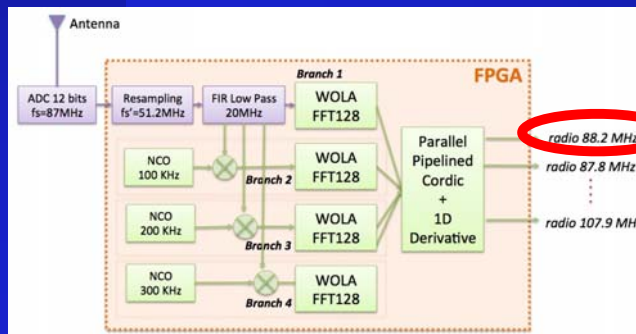 Antenna
ADC 12 bits
fs=87MHz
Resampling
fs'=51.2MHz
FIR Low Pass
20MHz
Branch 1
WOLA
FFT128
FPGA
NCO
100 KHz
Branch 2
WOLA
FFT128
NCO
200 KHz
Branch 3
WOLA
FFT128
NCO
300 KHz
Branch 4
WOLA
FFT128
Parallel
Pipelined
Cordic
+
1D
Derivative
radio 88.2 MHz
radio 87.8 MHz
radio 107.9 MH